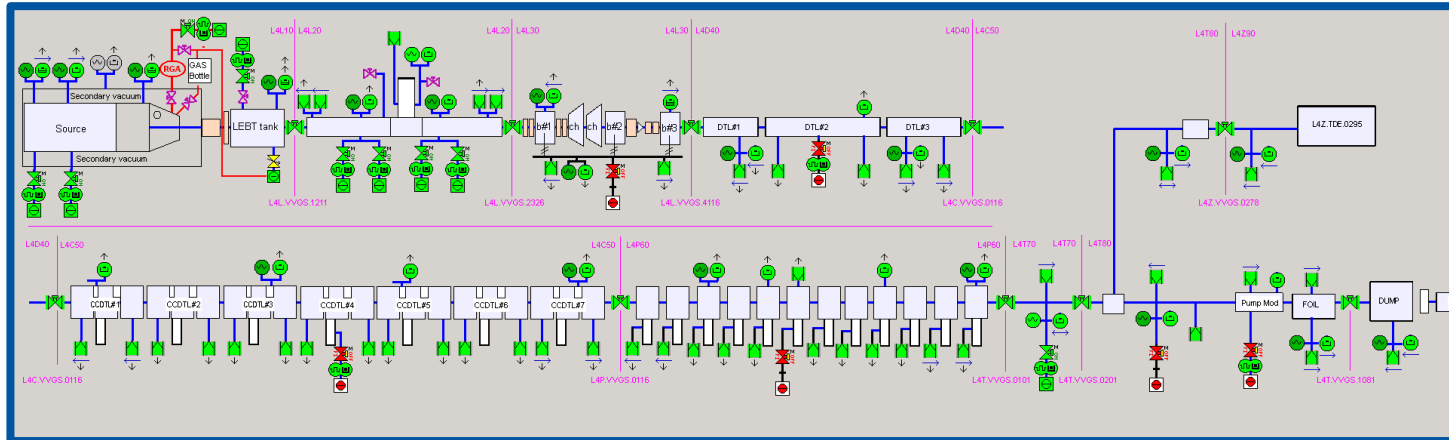 L4L10 L4L20
L4L20 L4L30
L4L30 L4D40
L4D40 L4C50
L4T80 L4Z90
Secondary vacuum
RGA
GAS
Bottle
Source
LEBT tank
b#1
ch
ch
b#2
b#3
DTL#1
DTL#2
DTL#3
L4Z.TDE.0295
Secondary vacuum
L4L.VVGS.1211
L4L.VVGS.2326
L4L.VVGS.4116
L4C.VVGS.0116
L4Z.VVGS.0278
L4D40 L4C50
L4C50 L4P60
L4P60 L4T70
L4T70 L4T80
CCDTL#1
CCDTL#2
CCDTL#3
CCDTL#4
CCDTL#5
CCDTL#6
CCDTL#7
Pump Mod
FOIL
DUMP
L4C.VVGS.0116
L4P.VVGS.0116
L4T.VVGS.0101
L4T.VVGS.0201
L4T.VVGS.1081